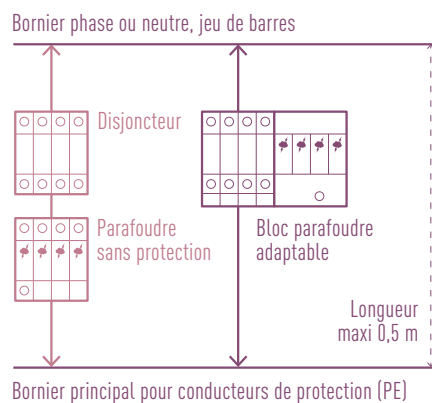 Bornier phase ou neutre, jeu de barres
Disjoncteur
Parafoudre
sans protection
Bloc parafoudre
adaptable
Longueur
maxi 0,5 m
Bornier principal pour conducteurs de protection (PE)